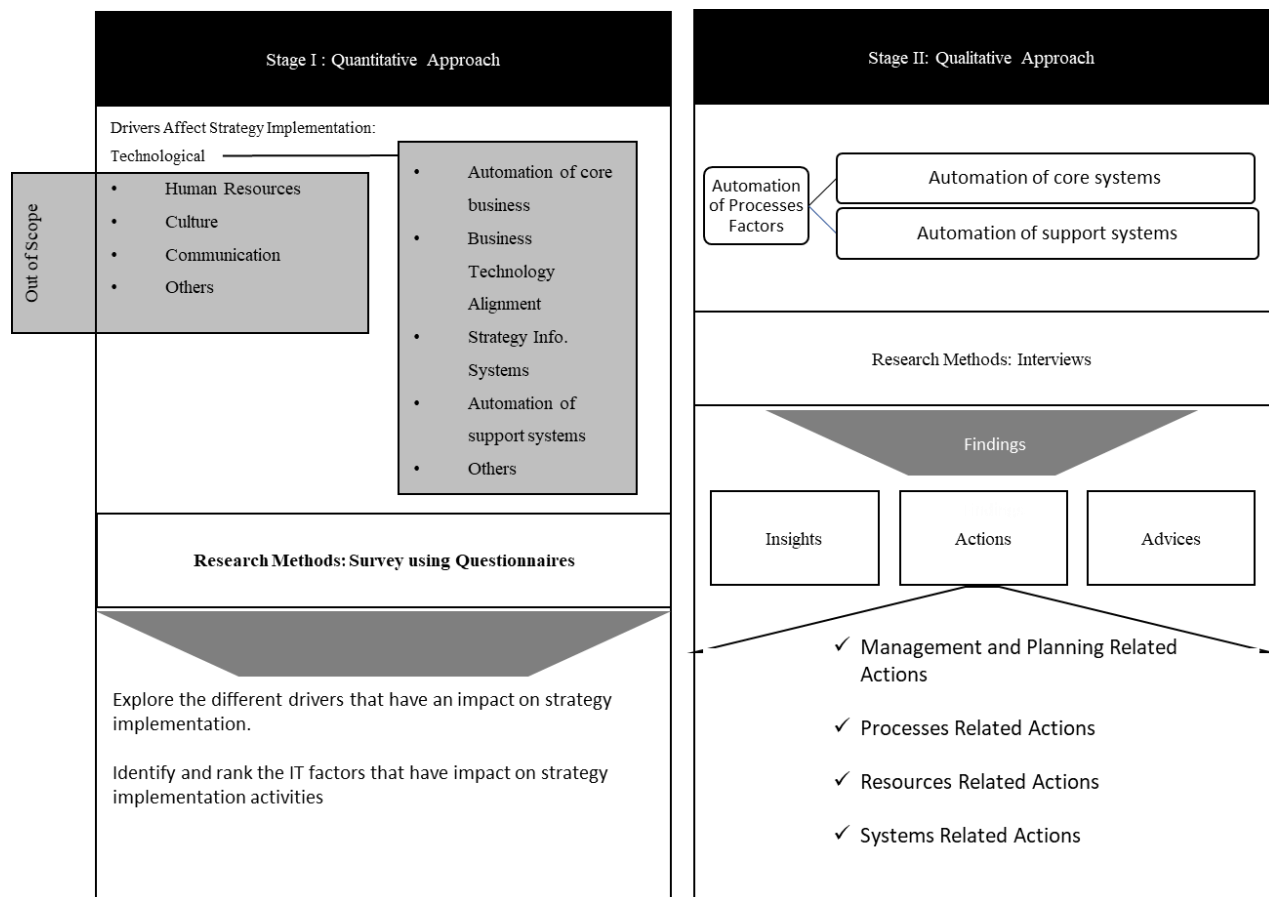 Stage I : Quantitative Approach
Drivers Affect Strategy Implementation:
Technological
Out of Scope
• Human Resources
• Culture
• Communication
• Others
• Automation of core
business
• Business
Technology
Alignment
• Strategy Info.
Systems
• Automation of
support systems
• Others
Research Methods: Survey using Questionnaires
Explore the different drivers that have an impact on strategy
implementation.
Identify and rank the IT factors that have impact on strategy
implementation activities
Stage II: Qualitative Approach
Automation
of Processes
Factors
Automation of core systems
Automation of support systems
Research Methods: Interviews
Findings
Insights
Actions
Advices
✓ Management and Planning Related
Actions
✓ Processes Related Actions
✓ Resources Related Actions
✓ Systems Related Actions